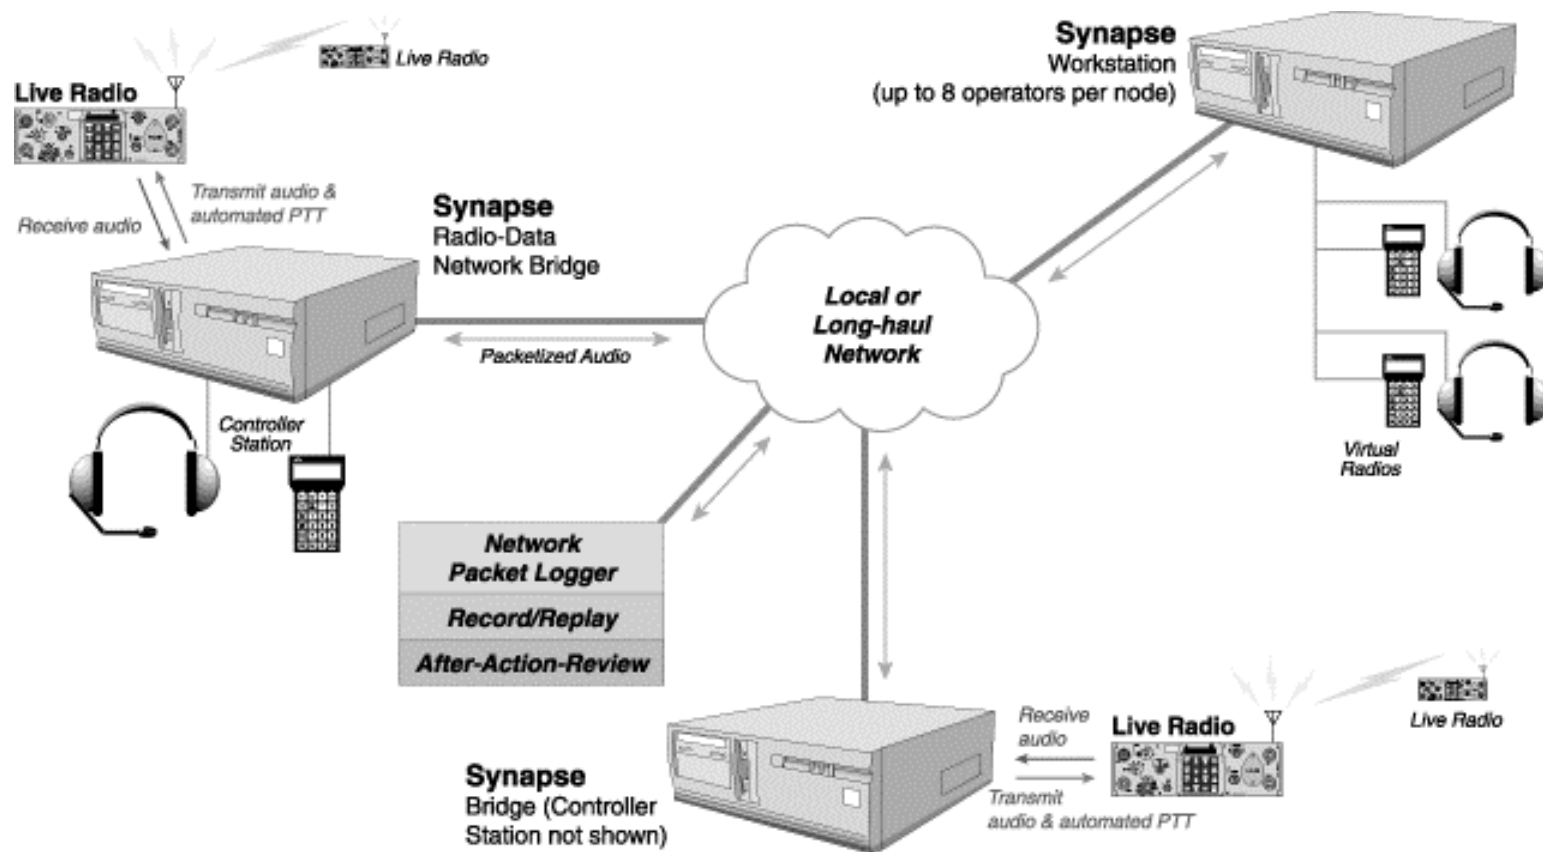 Live Radio
Live Radio
Transmit audio &
automated PTT
Receive audio
Synapse
Radio-Data
Network Bridge
Packetized Audio
Controller
Station
Synapse
Workstation
(up to 8 operators per node)
Local or
Long-haul
Network
Virtual
Radios
Network
Packet Logger
Record/Replay
After-Action-Review
Synapse
Bridge (Controller
Station not shown)
Receive
audio
Transmit
audio & automated PTT
Live Radio
Live Radio